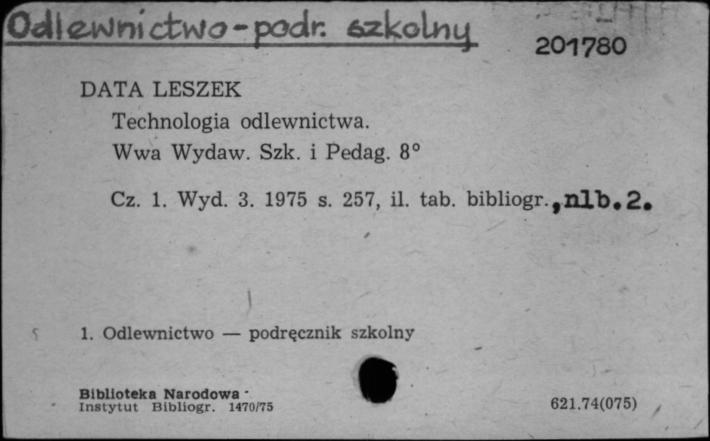 Odlewnictwo-podr. szkolny
201780
DATA LESZEK
Technologia odlewnictwa.
Wwa Wydaw. Szk. i Pedag. 8°
Cz. 1. Wyd. 3. 1975 s. 257, il. tab. bibliogr.,nlb.2.
1. Odlewnictwo — podręcznik szkolny
Biblioteka Narodowa
Instytut Bibliogr. 1470/75
621.74(075)